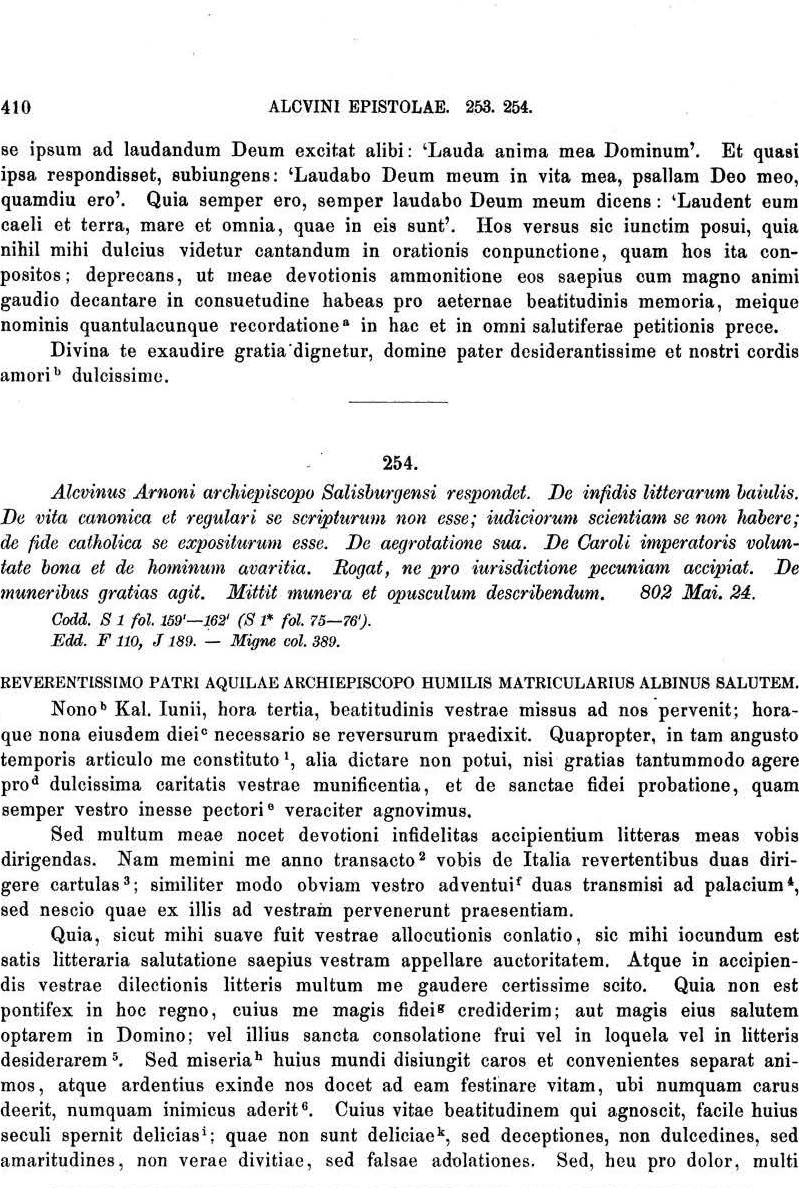 410 ALCVINI EPISTOLAE. 253. 254.
se ipsum ad laudandum Deum excitat alibi: ‘Lauda anima mea Dominum’. Et quasi
ipsa respondisset, subiungens: ‘Laudabo Deum meum in vita mea, psallam Deo meo,
quamdiu ero’. Quia semper ero, semper laudabo Deum meum dicens: ‘Laudent eum
caeli et terra, mare et omnia, quae in eis sunt’. Hos versus sic iunctim posui, quia
nihil mihi dulcius videtur cantandum in orationis conpunctione, quam hos ita con-
positos; deprecans, ut meae devotionis ammonitione eos saepius cum magno animi
gaudio decantare in consuetudine habeas pro aeternae beatitudinis memoria, meique
nominis quantulacunque recordatione ᵃ in hac et in omni salutiferae petitionis prece.
Divina te exaudire gratia dignetur, domine pater desiderantissime et nostri cordis
amori ᵇ dulcissime.
254.
Alcvinus Arnoni archiepiscopo Salisburgensi respondet. De infidis litterarum baiulis.
De vita canonica et regulari se scripturum non esse; iudiciorum scientiam se non habere;
de fide catholica se expositurum esse. De aegrotatione sua. De Caroli imperatoris volun-
tate bona et de hominum avaritia. Rogat, ne pro iurisdictione pecuniam accipiat. De
muneribus gratias agit. Mittit munera et opusculum describendum. 802 Mai. 24.
Codd. S 1 fol. 159'—162' (S 1* fol. 75—76').
Edd. F 110, J 189. — Migne col. 389.
REVERENTISSIMO PATRI AQUILAE ARCHIEPISCOPO HUMILIS MATRICULARIUS ALBINUS SALUTEM.
Nono ᵇ Kal. Iunii, hora tertia, beatitudinis vestrae missus ad nos pervenit; hora-
que nona eiusdem diei ᶜ necessario se reversurum praedixit. Quapropter, in tam angusto
temporis articulo me constituto ¹, alia dictare non potui, nisi gratias tantummodo agere
pro ᵈ dulcissima caritatis vestrae munificentia, et de sanctae fidei probatione, quam
semper vestro inesse pectori ᵉ veraciter agnovimus.
Sed multum meae nocet devotioni infidelitas accipientium litteras meas vobis
dirigendas. Nam memini me anno transacto ² vobis de Italia revertentibus duas diri-
gere cartulas ³; similiter modo obviam vestro adventui ᶠ duas transmisi ad palacium ⁴,
sed nescio quae ex illis ad vestram pervenerunt praesentiam.
Quia, sicut mihi suave fuit vestrae allocutionis conlatio, sic mihi iocundum est
satis litteraria salutatione saepius vestram appellare auctoritatem. Atque in accipien-
dis vestrae dilectionis litteris multum me gaudere certissime scito. Quia non est
pontifex in hoc regno, cuius me magis fidei ᵍ crediderim; aut magis eius salutem
optarem in Domino; vel illius sancta consolatione frui vel in loquela vel in litteris
desiderarem ⁵. Sed miseria ʰ huius mundi disiungit caros et convenientes separat ani-
mos, atque ardentius exinde nos docet ad eam festinare vitam, ubi numquam carus
deerit, numquam inimicus aderit ⁶. Cuius vitae beatitudinem qui agnoscit, facile huius
seculi spernit delicias ⁱ; quae non sunt deliciae ᵏ, sed deceptiones, non dulcedines, sed
amaritudines, non verae divitiae, sed falsae adolationes. Sed, heu pro dolor, multi